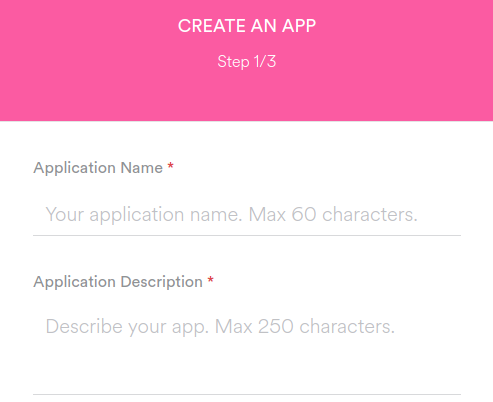 CREATE AN APP
Step 1/3
Application Name *
Your application name. Max 60 characters.
Application Description *
Describe your app. Max 250 characters.